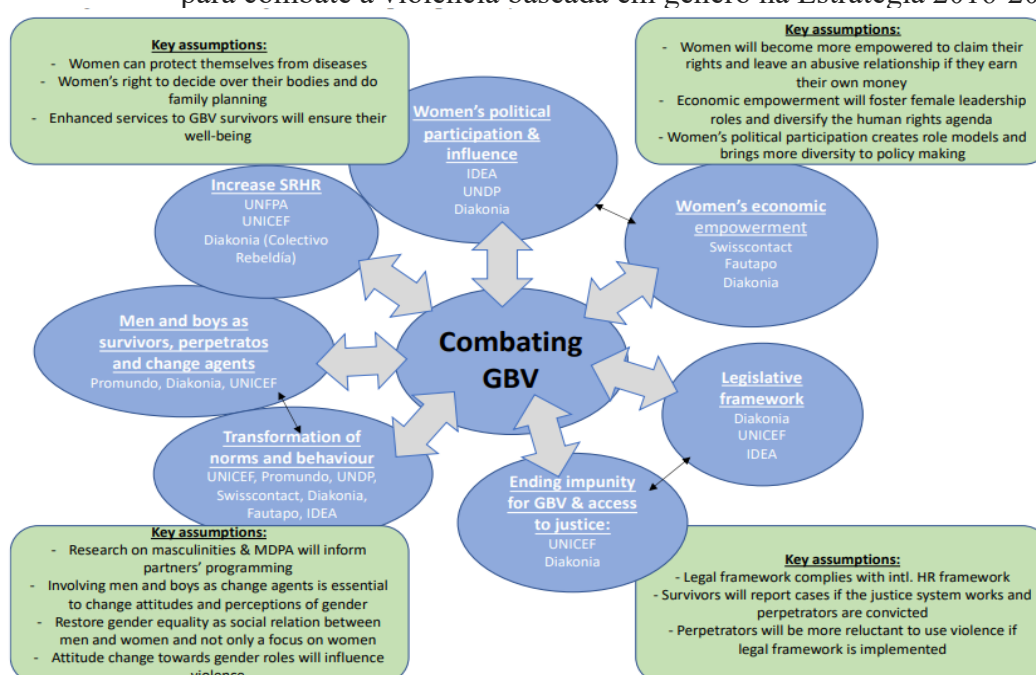 para combate à violência baseada em gênero na Estratégia 2016-20
Key assumptions:
- Women can protect themselves from diseases
- Women's right to decide over their bodies and do
family planning
- Enhanced services to GBV survivors will ensure their
well-being
Key assumptions:
- Women will become more empowered to claim their
rights and leave an abusive relationship if they earn
their own money
- Economic empowerment will foster female leadership
roles and diversify the human rights agenda
- Women's political participation creates role models and
brings more diversity to policy making
Women's political
participation &
influence
IDEA
UNDP
Diakonia
Increase SRHR
UNFPA
UNICEF
Diakonia (Colectivo
Rebeldía)
Women's economic
empowerment
Swisscontact
Fautapo
Diakonia
Men and boys as
survivors, perpetratos
and change agents
Promundo, Diakonia, UNICEF
Combating
GBV
Legislative
framework
Diakonia
UNICEF
IDEA
Transformation of
norms and behaviour
UNICEF, Promundo, UNDP,
Swisscontact, Diakonia,
Fautapo, IDEA
Ending impunity
for GBV & access
to justice:
UNICEF
Diakonia
Key assumptions:
- Research on masculinities & MDPA will inform
partners' programming
- Involving men and boys as change agents is essential
to change attitudes and perceptions of gender
- Restore gender equality as social relation between
men and women and not only a focus on women
- Attitude change towards gender roles will influence
violence
Key assumptions:
- Legal framework complies with intl. HR framework
- Survivors will report cases if the justice system works and
perpetrators are convicted
- Perpetrators will be more reluctant to use violence if
legal framework is implemented